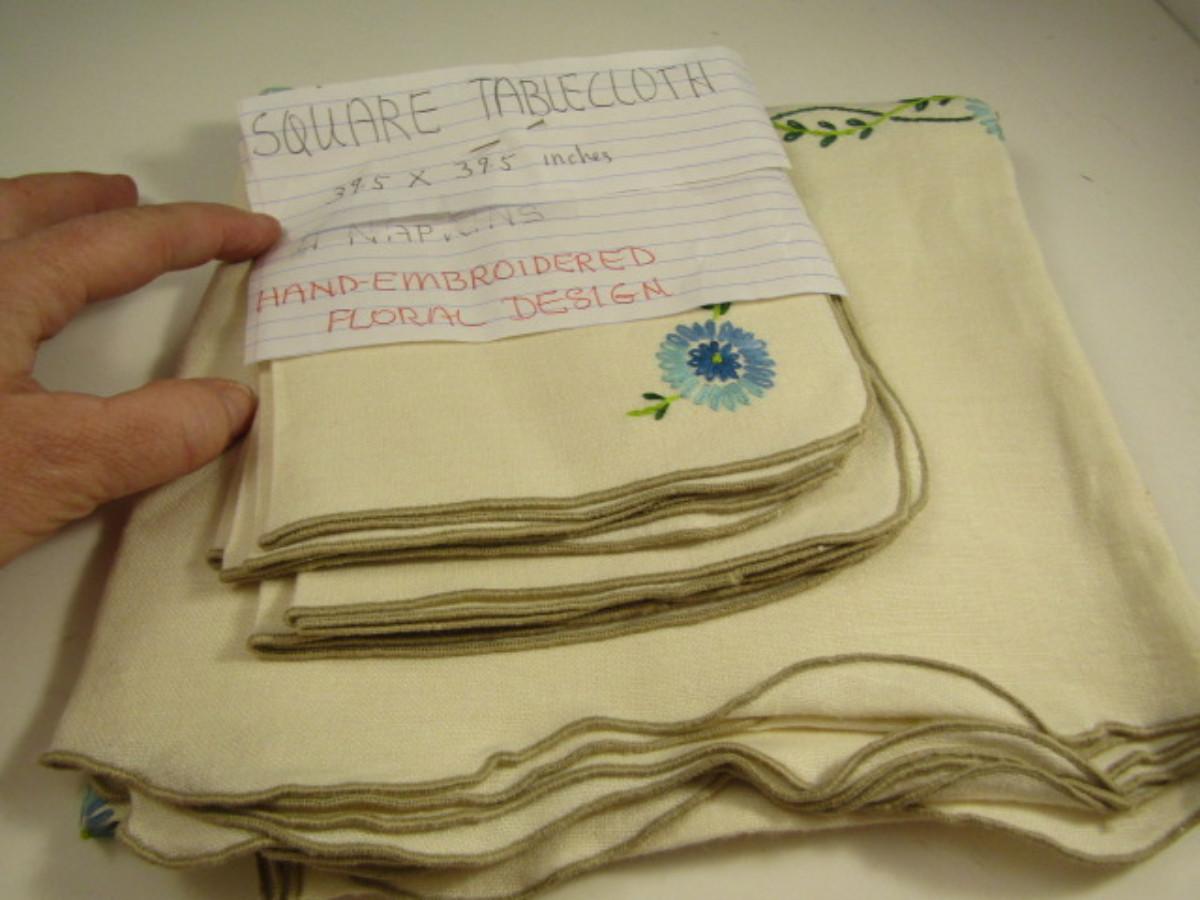 SQUARE TABLECLOTH
39.5 X 39.5 inches
NAPKINS
HAND-EMBROIDERED
FLORAL DESIGN